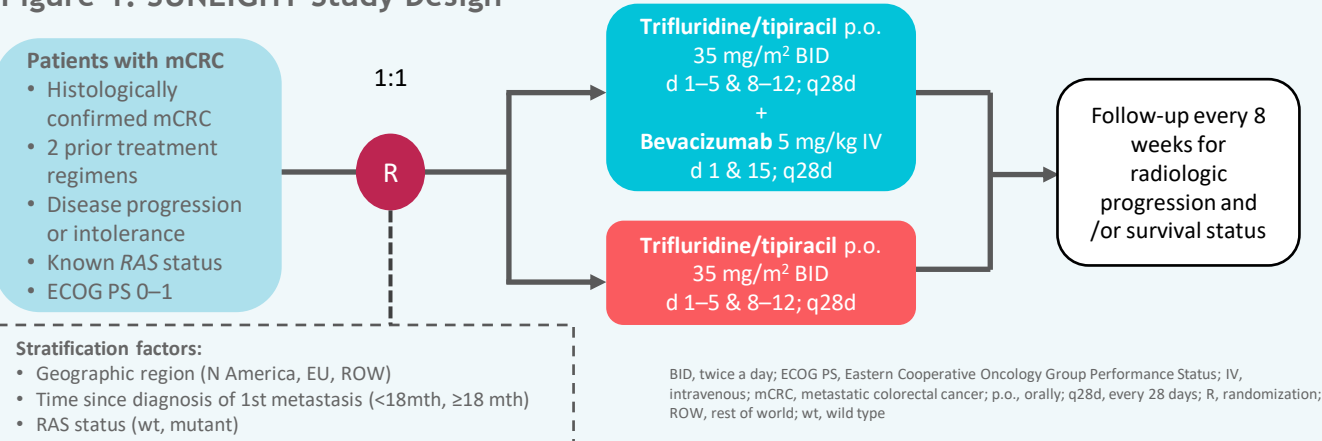 Figure 1. SUNLIGHT Study Design
Patients with mCRC
• Histologically
confirmed mCRC
• 2 prior treatment
regimens
• Disease progression
or intolerance
• Known RAS status
• ECOG PS 0–1
1:1
R
Trifluridine/tipiracil p.o.
35 mg/m² BID
d 1–5 & 8–12; q28d
+
Bevacizumab 5 mg/kg IV
d 1 & 15; q28d
Trifluridine/tipiracil p.o.
35 mg/m² BID
d 1–5 & 8–12; q28d
Follow-up every 8
weeks for
radiologic
progression and
/or survival status
Stratification factors:
• Geographic region (N America, EU, ROW)
• Time since diagnosis of 1st metastasis (<18mth, ≥18 mth)
• RAS status (wt, mutant)
BID, twice a day; ECOG PS, Eastern Cooperative Oncology Group Performance Status; IV,
intravenous; mCRC, metastatic colorectal cancer; p.o., orally; q28d, every 28 days; R, randomization;
ROW, rest of world; wt, wild type